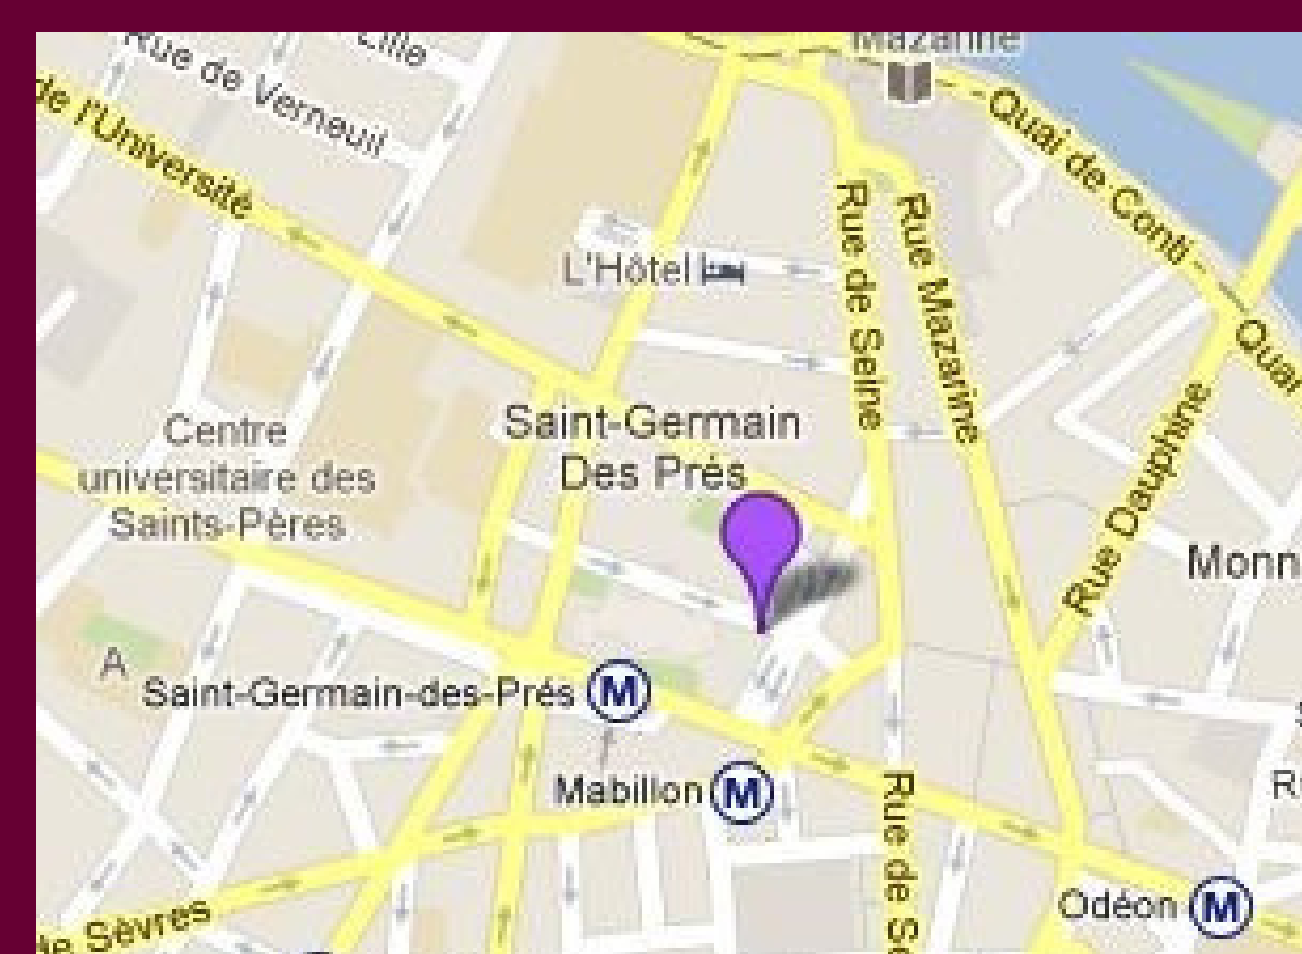 Mazarine
Lille
Rue de Verneuil
de l'Université
Quai de Conti
Rue de Seine
Rue Mazarine
L'Hôtel
Quai
Saint-Germain
Des Prés
Centre
universitaire des
Saints-Pères
Rue Dauphine
Monn
A
Saint-Germain-des-Prés M
Mabillon M
R
Rue de Se
Odéon M
de Sèvres